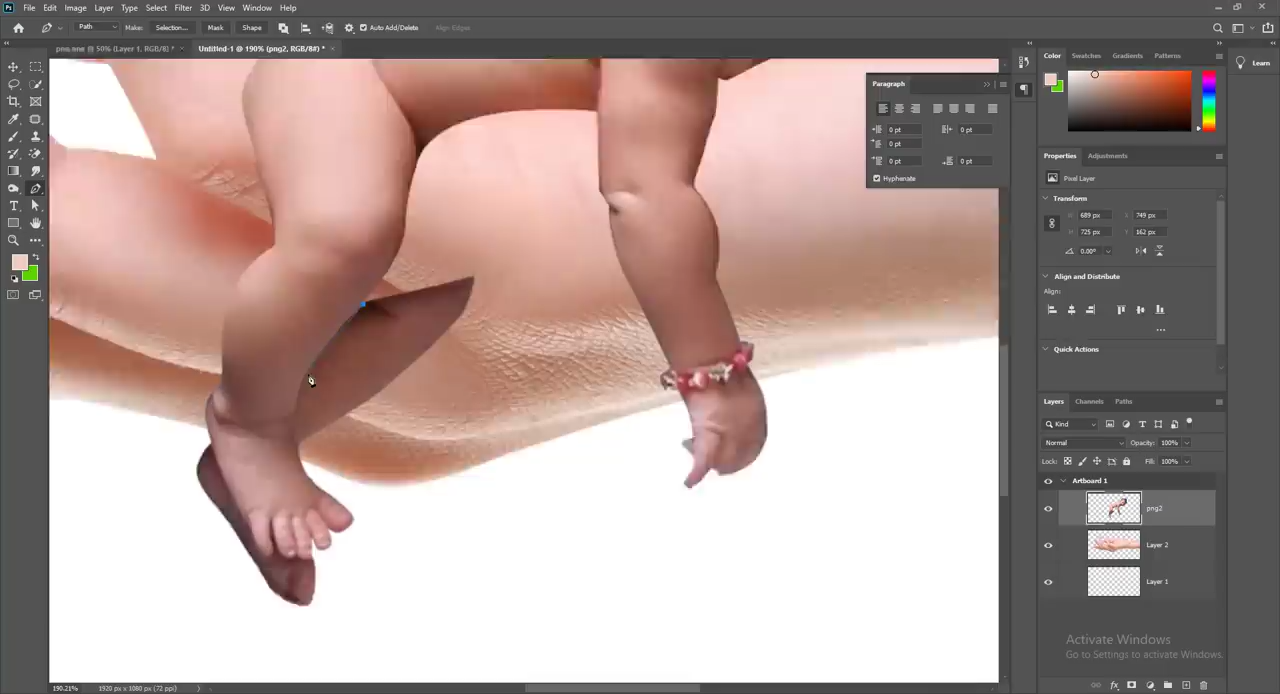 Ps File Edit Image Layer Type Select Filter 3D View Window Help
Path Make: Selection... Mask Shape Auto Add/Delete Align Edges
Untitled-1 @ 190% (png2, RGB/8#) *
Paragraph
0 pt 0 pt
0 pt
0 pt 0 pt
Hyphenate
Color Swatches Gradients Patterns
Learn
Properties Adjustments
Pixel Layer
Transform
689 px 749 px
725 px 162 px
0.00°
Align and Distribute
Align:
...
Quick Actions
Layers Channels Paths
Kind
Normal Opacity: 100%
Lock: Fill: 100%
Artboard 1
png2
Layer 2
Layer 1
Activate Windows
Go to Settings to activate Windows.
190.21% 1920 px x 1080 px (72 ppi)